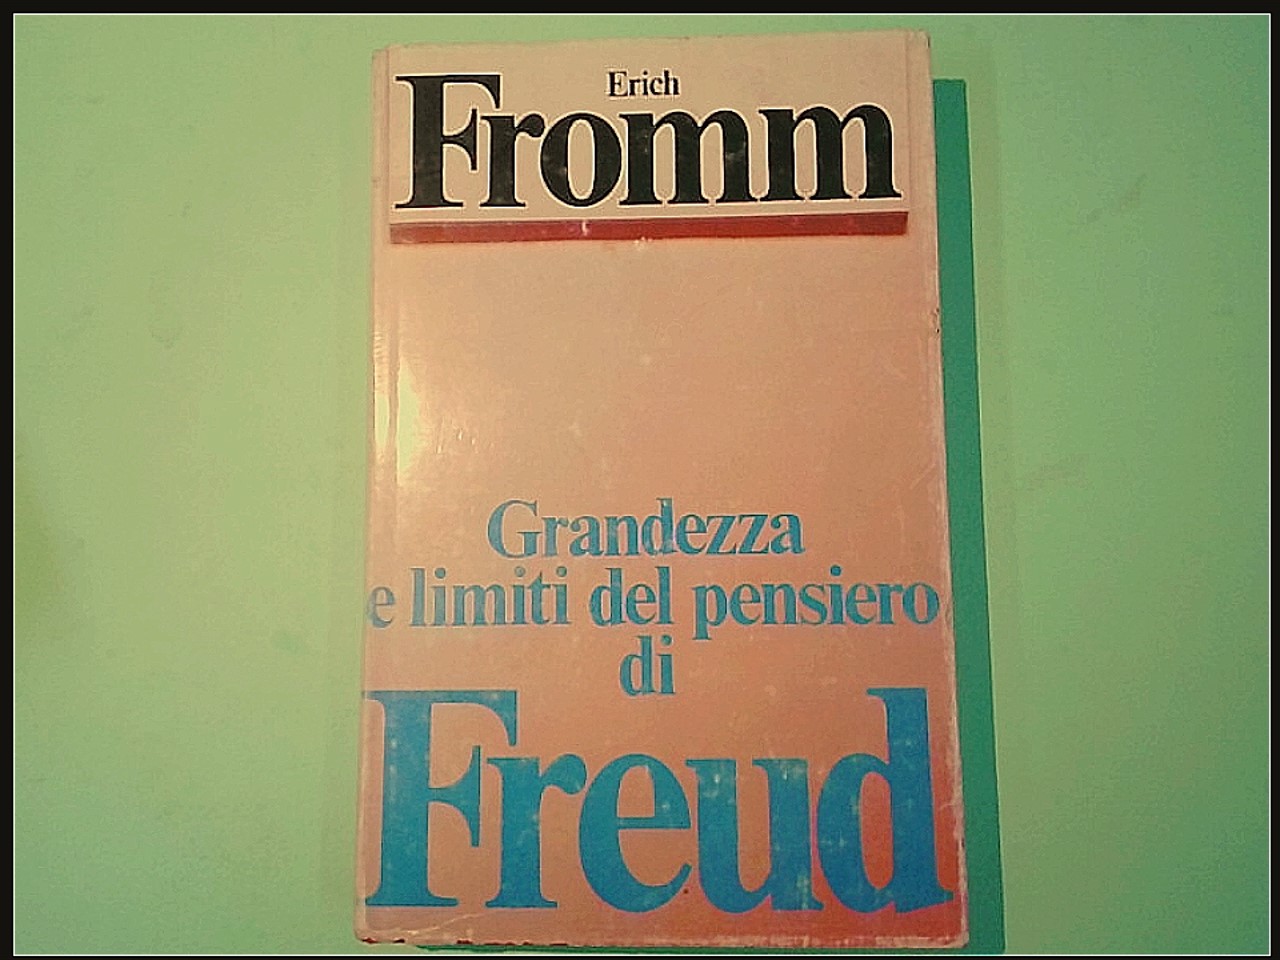 Erich
Fromm
Grandezza
e limiti del pensiero
di
Freud